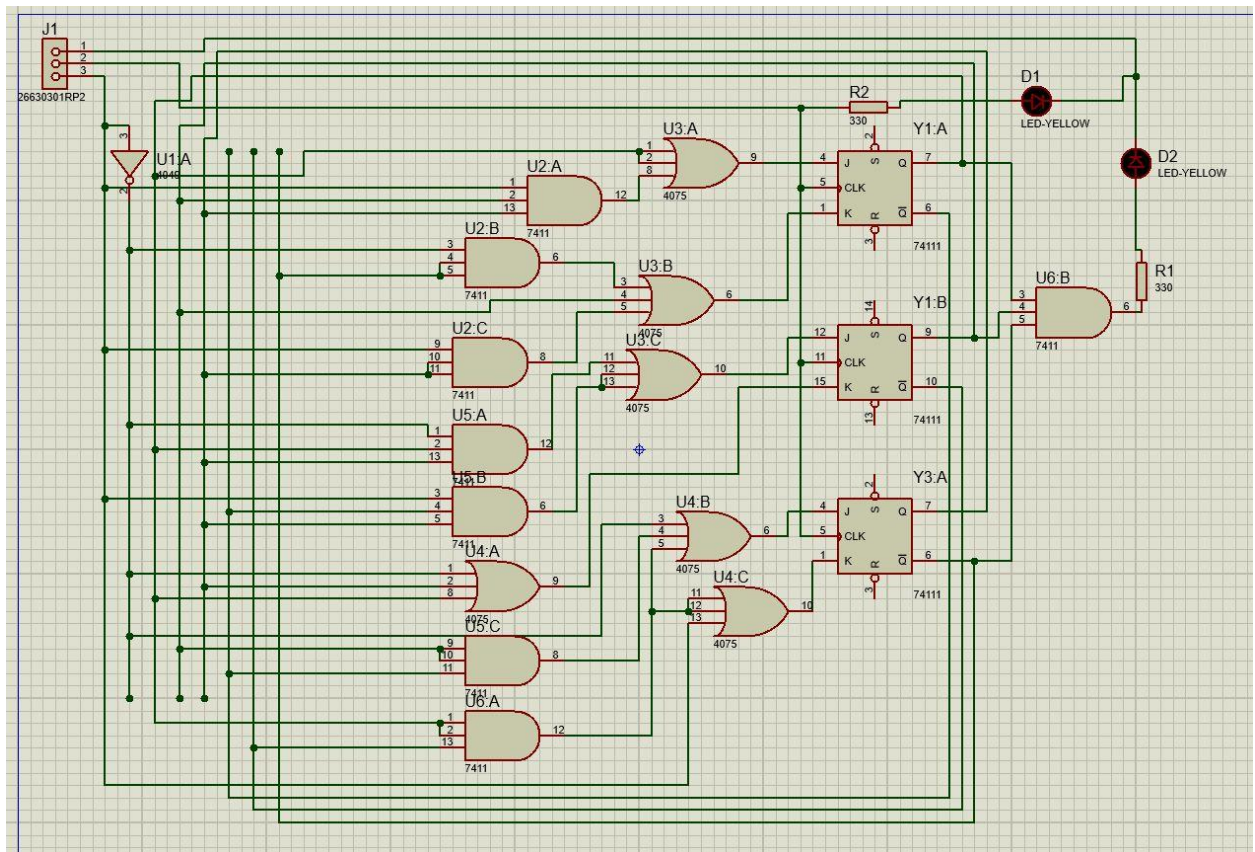 J1
1
2
3
26630301RP2
3
U1:A
4049
2
U2:A
1
2
13
12
7411
U3:A
1
2
8
9
4075
U2:B
3
4
5
6
7411
U3:B
3
4
5
6
4075
U2:C
9
10
11
8
7411
U3:C
11
12
13
10
4075
U5:A
1
2
13
12
7411
U5:B
3
4
5
6
7411
U4:A
1
2
8
9
4075
U4:B
3
4
5
6
4075
U4:C
11
12
13
10
4075
U5:C
9
10
11
8
7411
U6:A
1
2
13
12
7411
R2
330
D1
LED-YELLOW
D2
LED-YELLOW
R1
330
Y1:A
2
S
4 J Q 7
5 CLK
1 K Q 6
R
3
74111
Y1:B
14
S
12 J Q 9
11 CLK
15 K Q 10
R
13
74111
Y3:A
2
S
4 J Q 7
5 CLK
1 K Q 6
R
3
74111
U6:B
3
4
5
6
7411